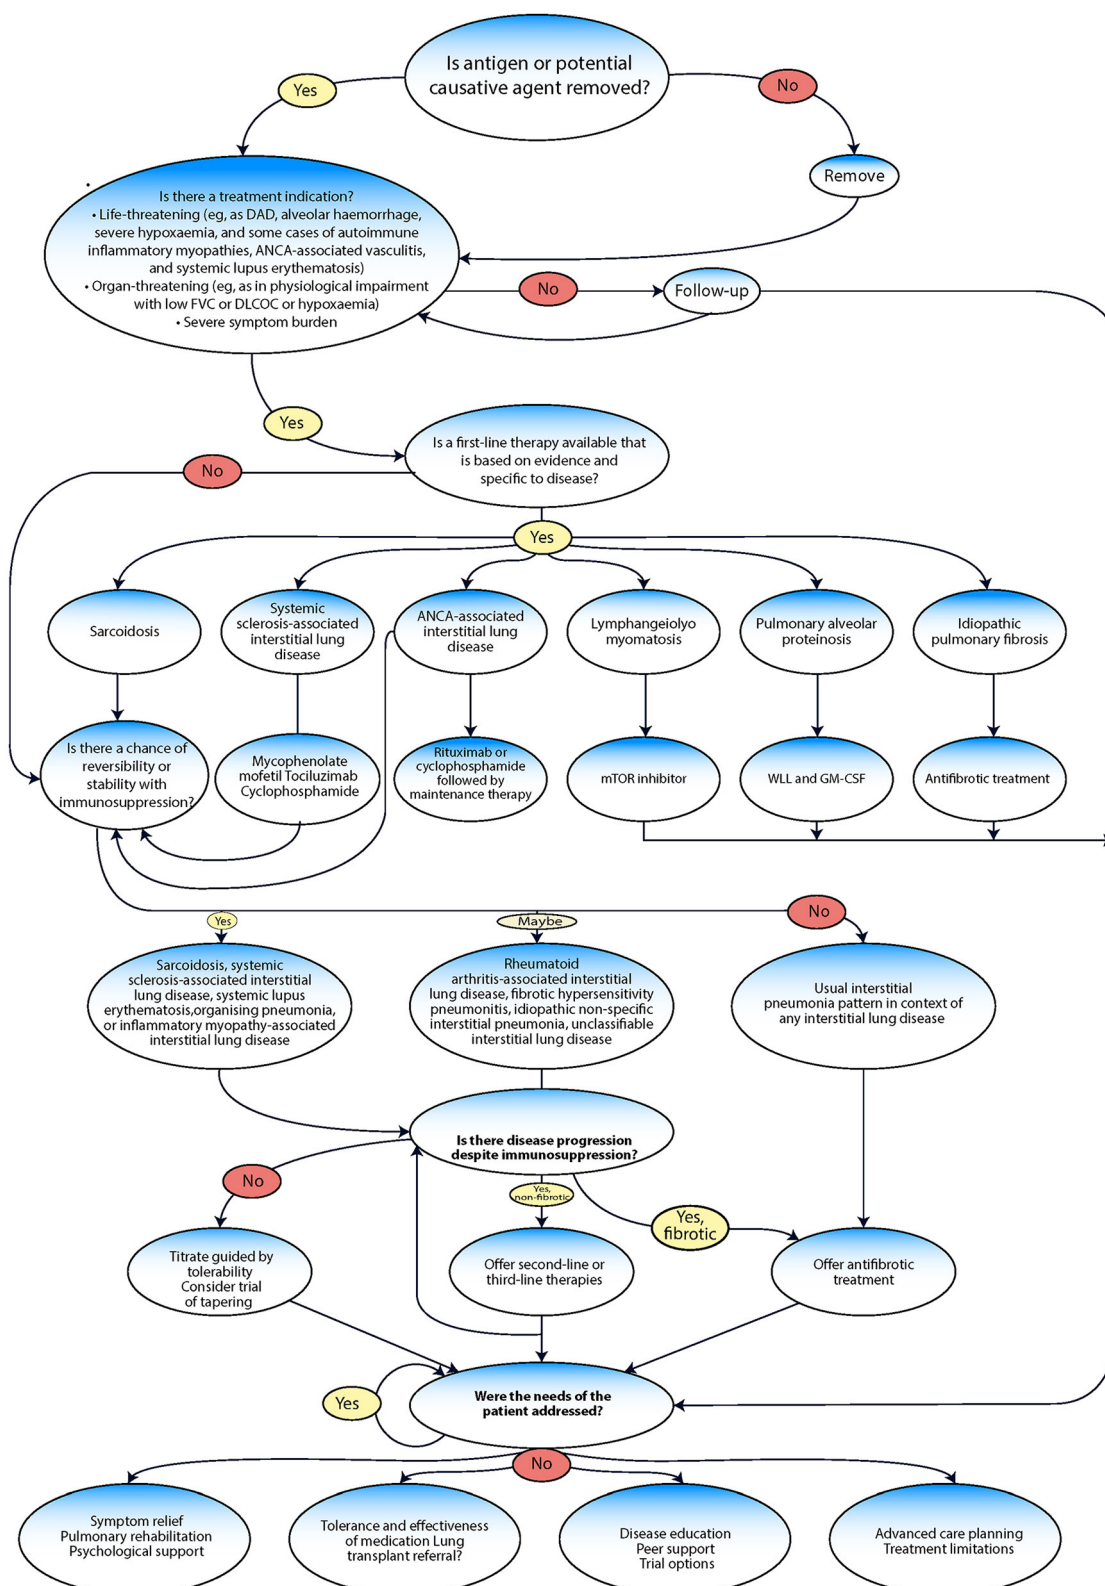 Is antigen or potential
causative agent removed?
Yes
No
Remove
Is there a treatment indication?
• Life-threatening (eg, as DAD, alveolar haemorrhage,
severe hypoxaemia, and some cases of autoimmune
inflammatory myopathies, ANCA-associated vasculitis,
and systemic lupus erythematosis)
• Organ-threatening (eg, as in physiological impairment
with low FVC or DLCOC or hypoxaemia)
• Severe symptom burden
No
Follow-up
Yes
Is a first-line therapy available that
is based on evidence and
specific to disease?
No
Yes
Sarcoidosis
Systemic
sclerosis-associated
interstitial lung
disease
ANCA-associated
interstitial lung
disease
Lymphangeiolyo
myomatosis
Pulmonary alveolar
proteinosis
Idiopathic
pulmonary fibrosis
Is there a chance of
reversibility or
stability with
immunosuppression?
Mycophenolate
mofetil Tociluzimab
Cyclophosphamide
Rituximab or
cyclophosphamide
followed by
maintenance therapy
mTOR inhibitor
WLL and GM-CSF
Antifibrotic treatment
Yes
Maybe
No
Sarcoidosis, systemic
sclerosis-associated interstitial
lung disease, systemic lupus
erythematosis,organising pneumonia,
or inflammatory myopathy-associated
interstitial lung disease
Rheumatoid
arthritis-associated interstitial
lung disease, fibrotic hypersensitivity
pneumonitis, idiopathic non-specific
interstitial pneumonia, unclassifiable
interstitial lung disease
Usual interstitial
pneumonia pattern in context of
any interstitial lung disease
Is there disease progression
despite immunosuppression?
No
Yes,
non-fibrotic
Yes,
fibrotic
Titrate guided by
tolerability
Consider trial
of tapering
Offer second-line or
third-line therapies
Offer antifibrotic
treatment
Yes
Were the needs of the
patient addressed?
No
Symptom relief
Pulmonary rehabilitation
Psychological support
Tolerance and effectiveness
of medication Lung
transplant referral?
Disease education
Peer support
Trial options
Advanced care planning
Treatment limitations